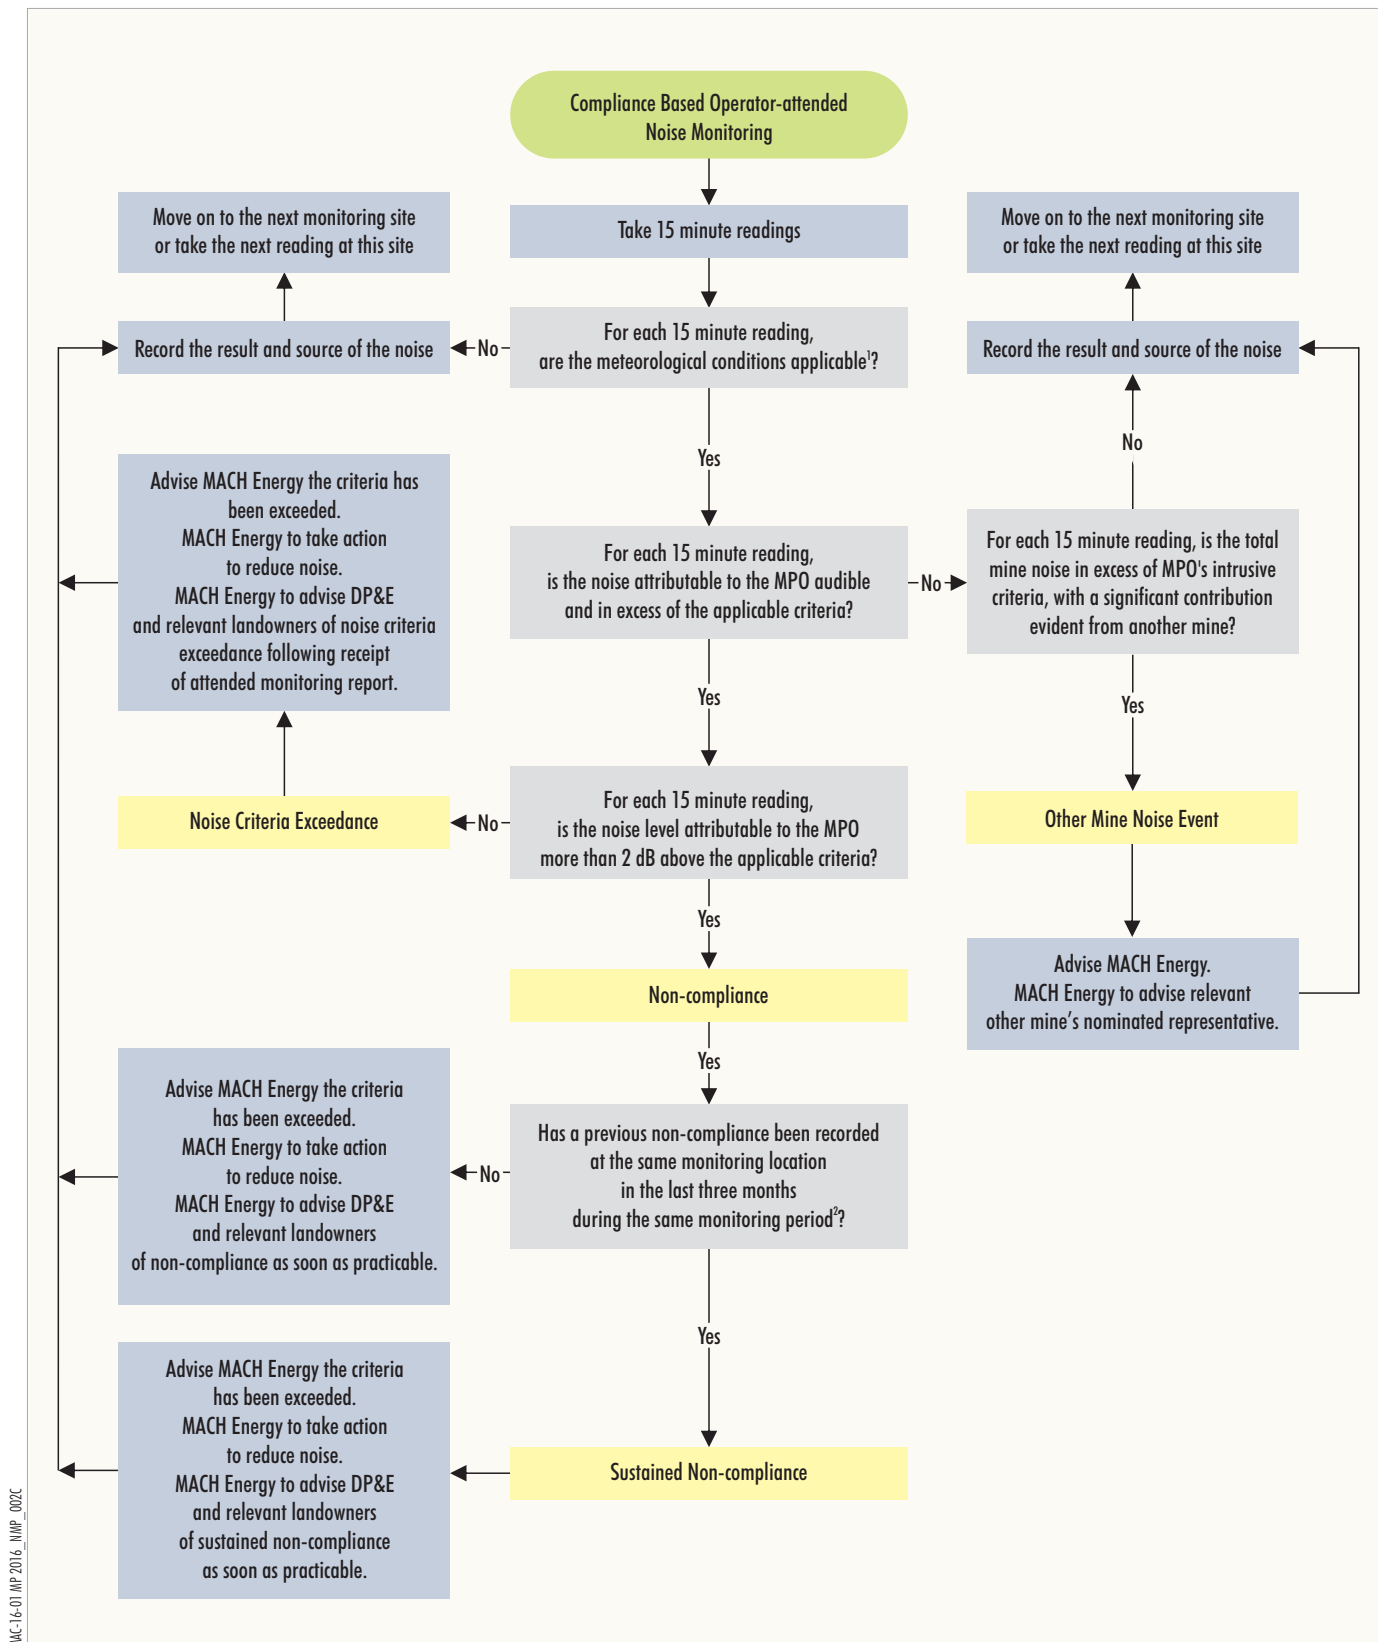 Compliance Based Operator-attended
Noise Monitoring
Take 15 minute readings
Move on to the next monitoring site
or take the next reading at this site
Move on to the next monitoring site
or take the next reading at this site
Record the result and source of the noise
No
For each 15 minute reading,
are the meteorological conditions applicable¹?
Record the result and source of the noise
Yes
No
Advise MACH Energy the criteria has
been exceeded.
MACH Energy to take action
to reduce noise.
MACH Energy to advise DP&E
and relevant landowners of noise criteria
exceedance following receipt
of attended monitoring report.
For each 15 minute reading,
is the noise attributable to the MPO audible
and in excess of the applicable criteria?
No
For each 15 minute reading, is the total
mine noise in excess of MPO's intrusive
criteria, with a significant contribution
evident from another mine?
Yes
Yes
Noise Criteria Exceedance
No
For each 15 minute reading,
is the noise level attributable to the MPO
more than 2 dB above the applicable criteria?
Other Mine Noise Event
Yes
Non-compliance
Advise MACH Energy.
MACH Energy to advise relevant
other mine’s nominated representative.
Yes
Advise MACH Energy the criteria
has been exceeded.
MACH Energy to take action
to reduce noise.
MACH Energy to advise DP&E
and relevant landowners
of non-compliance as soon as practicable.
No
Has a previous non-compliance been recorded
at the same monitoring location
in the last three months
during the same monitoring period²?
Yes
Advise MACH Energy the criteria
has been exceeded.
MACH Energy to take action
to reduce noise.
MACH Energy to advise DP&E
and relevant landowners
of sustained non-compliance
as soon as practicable.
Sustained Non-compliance
MP 2016_NMP_002C